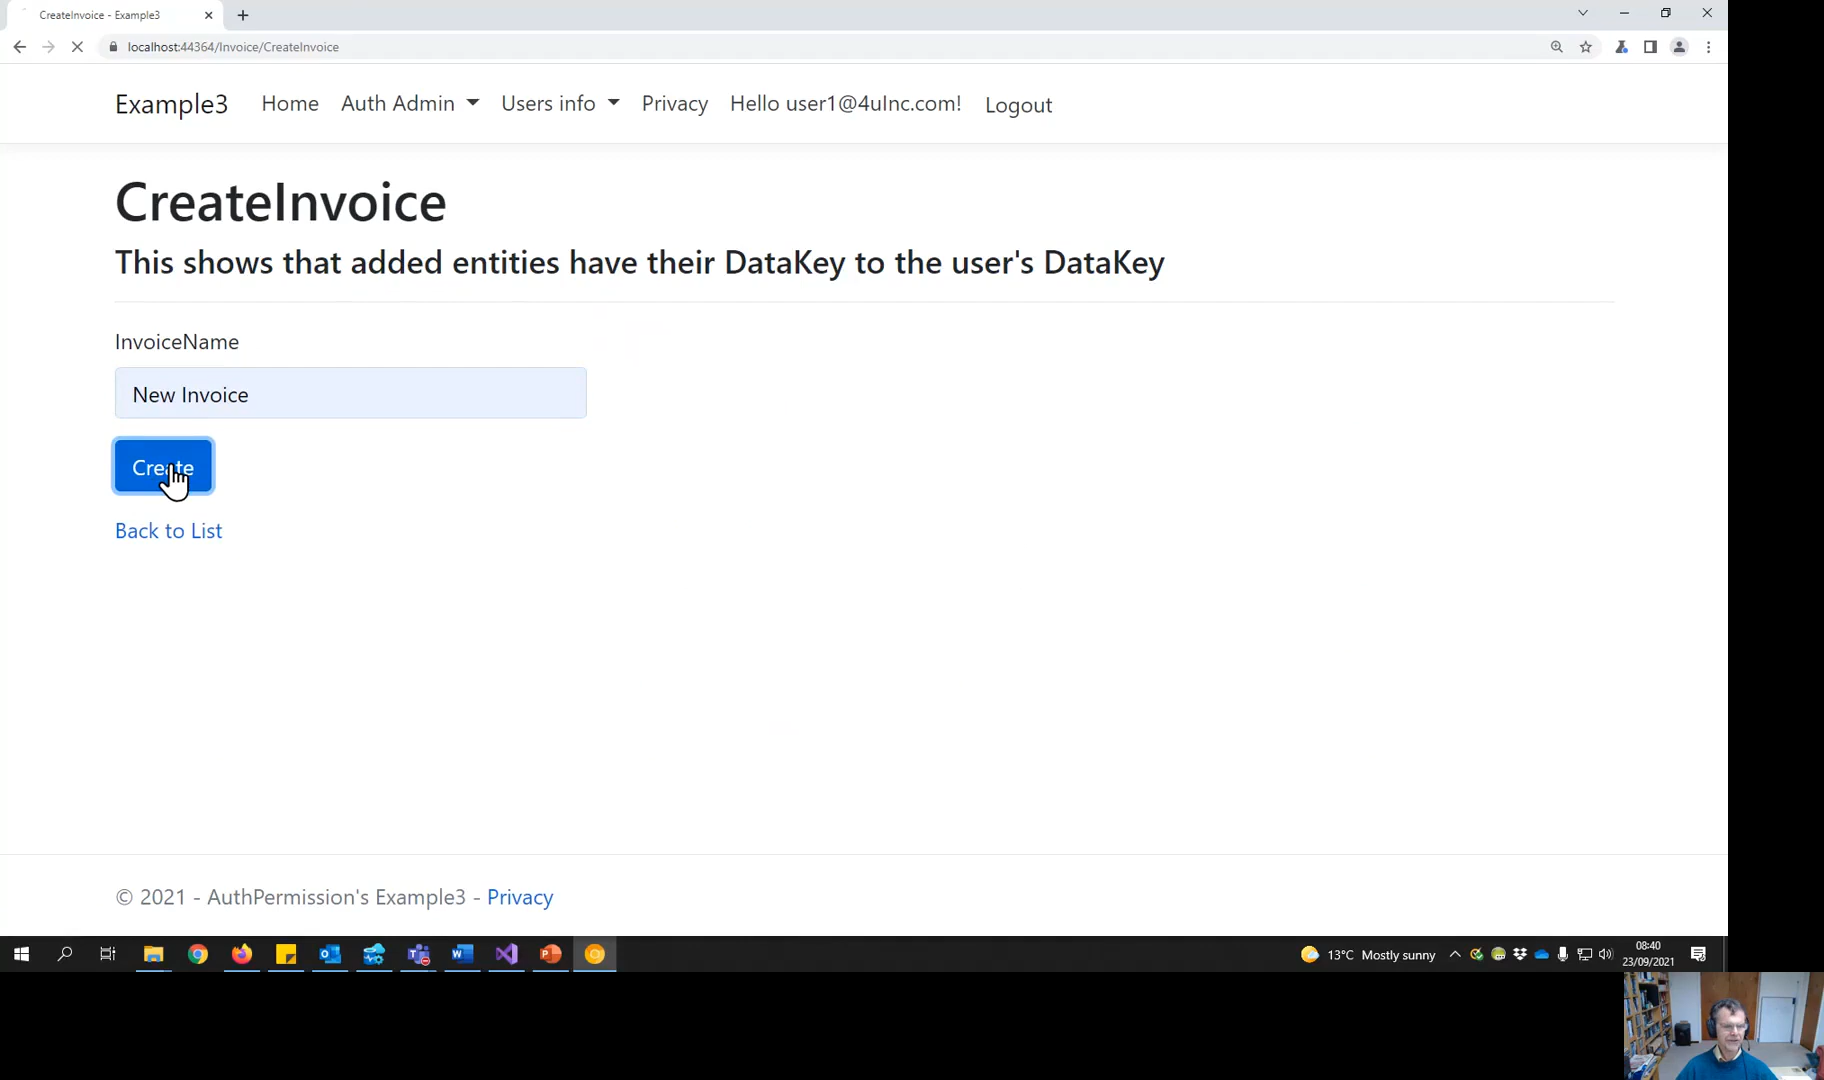 CreateInvoice - Example3
localhost:44364/Invoice/CreateInvoice
Example3 Home Auth Admin Users info Privacy Hello user1@4uInc.com! Logout
CreateInvoice
This shows that added entities have their DataKey to the user's DataKey
InvoiceName
New Invoice
Create
Back to List
© 2021 - AuthPermission's Example3 - Privacy
13°C Mostly sunny
08:40
23/09/2021